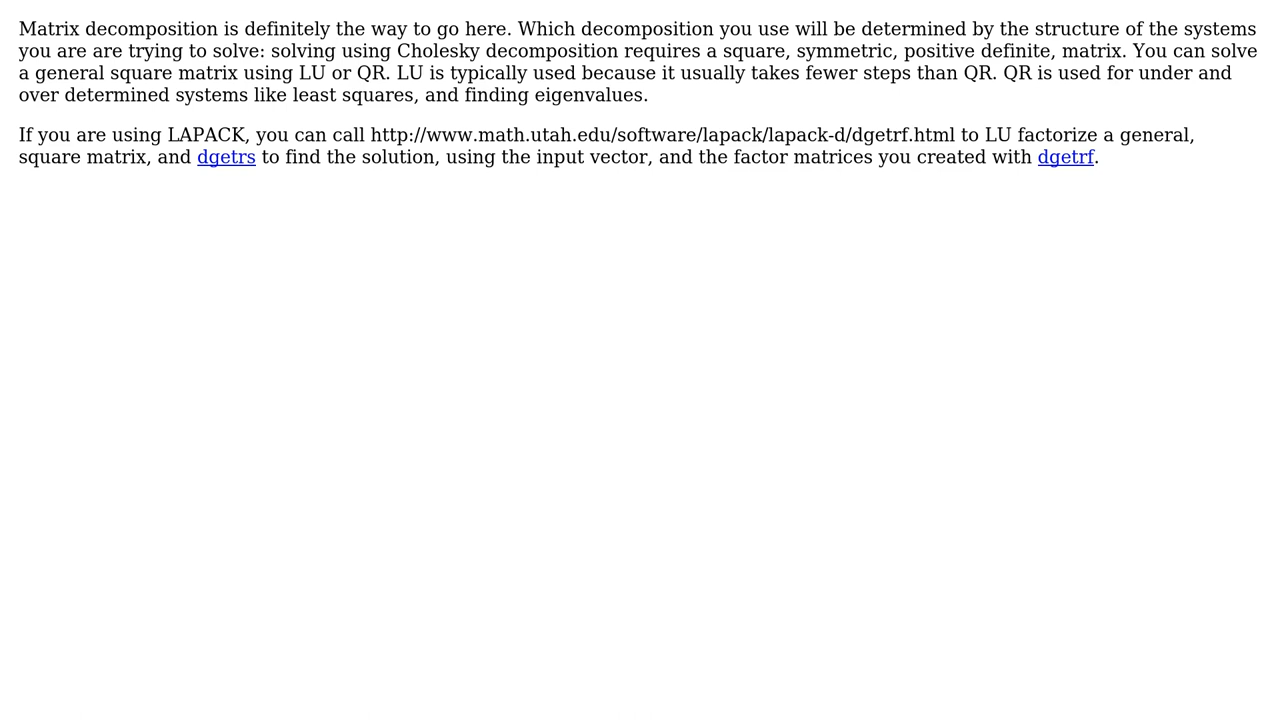 Matrix decomposition is definitely the way to go here. Which decomposition you use will be determined by the structure of the systems
you are are trying to solve: solving using Cholesky decomposition requires a square, symmetric, positive definite, matrix. You can solve
a general square matrix using LU or QR. LU is typically used because it usually takes fewer steps than QR. QR is used for under and
over determined systems like least squares, and finding eigenvalues.
If you are using LAPACK, you can call http://www.math.utah.edu/software/lapack/lapack-d/dgetrf.html to LU factorize a general,
square matrix, and dgetrs to find the solution, using the input vector, and the factor matrices you created with dgetrf.